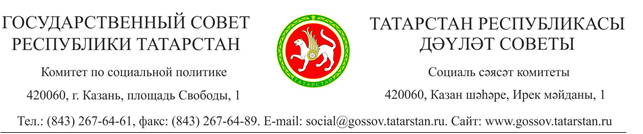 ГОСУДАРСТВЕННЫЙ СОВЕТ
РЕСПУБЛИКИ ТАТАРСТАН
Комитет по социальной политике
420060, г. Казань, площадь Свободы, 1
ТАТАРСТАН
ТАТАРСТАН РЕСПУБЛИКАСЫ
ДӘҮЛӘТ СОВЕТЫ
Социаль сәясәт комитеты
420060, Казан шәһәре, Ирек мәйданы, 1
Тел.: (843) 267-64-61, факс: (843) 267-64-89. E-mail: social@gossov.tatarstan.ru. Сайт: www.gossov.tatarstan.ru